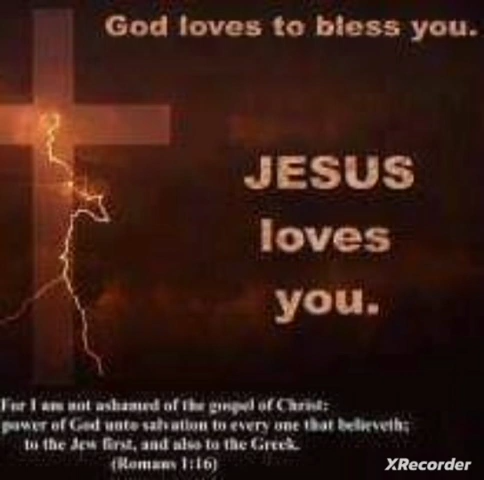 God loves to bless you.
JESUS
loves
you.
For I am not ashamed of the gospel of Christ:
power of God unto salvation to every one that believeth;
to the Jew first, and also to the Greek.
(Romans 1:16)
XRecorder